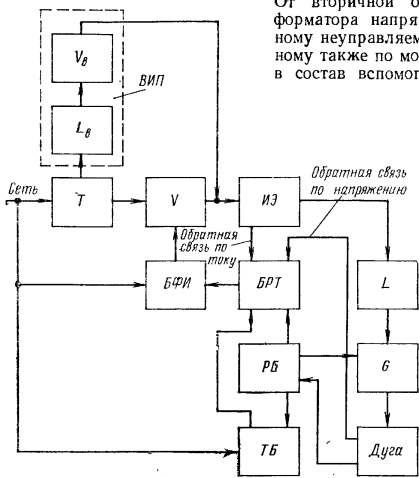 От вторичной о
форматора напря
ному неуправляем
ному также по мо
в состав вспомог
Vв
ВИП
Lв
Сеть
Т
V
ИЭ
Обратная связь
по напряжению
Обратная
связь по
току
БФИ
БРТ
L
РБ
G
ТБ
Дуга